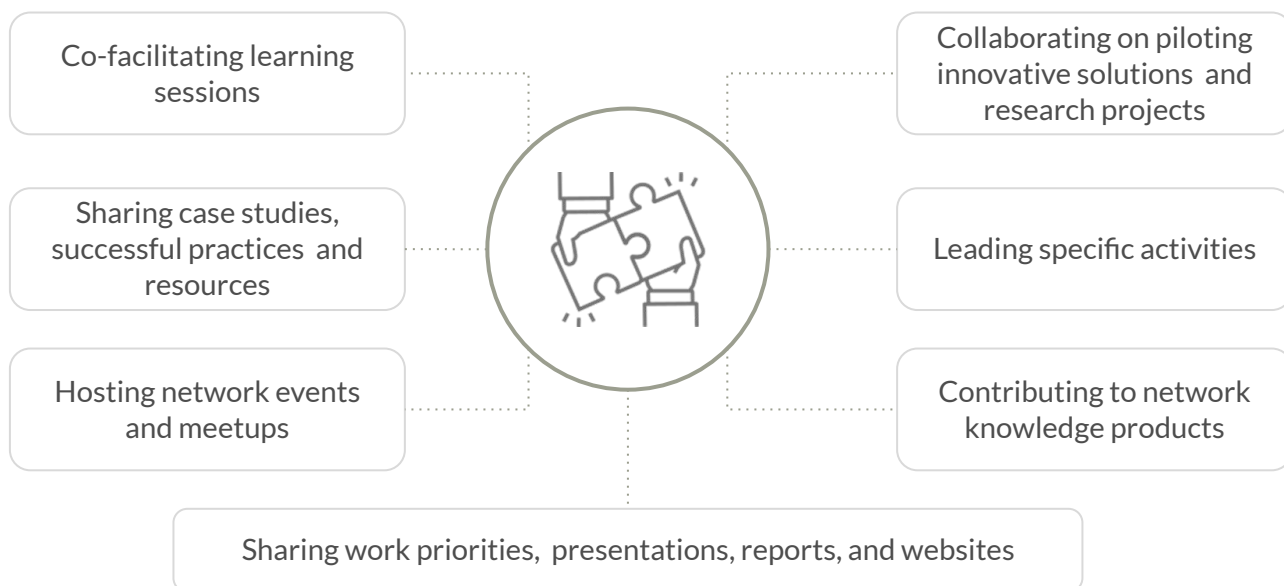 Co-facilitating learning
sessions
Collaborating on piloting
innovative solutions and
research projects
Sharing case studies,
successful practices and
resources
Leading specific activities
Hosting network events
and meetups
Contributing to network
knowledge products
Sharing work priorities, presentations, reports, and websites